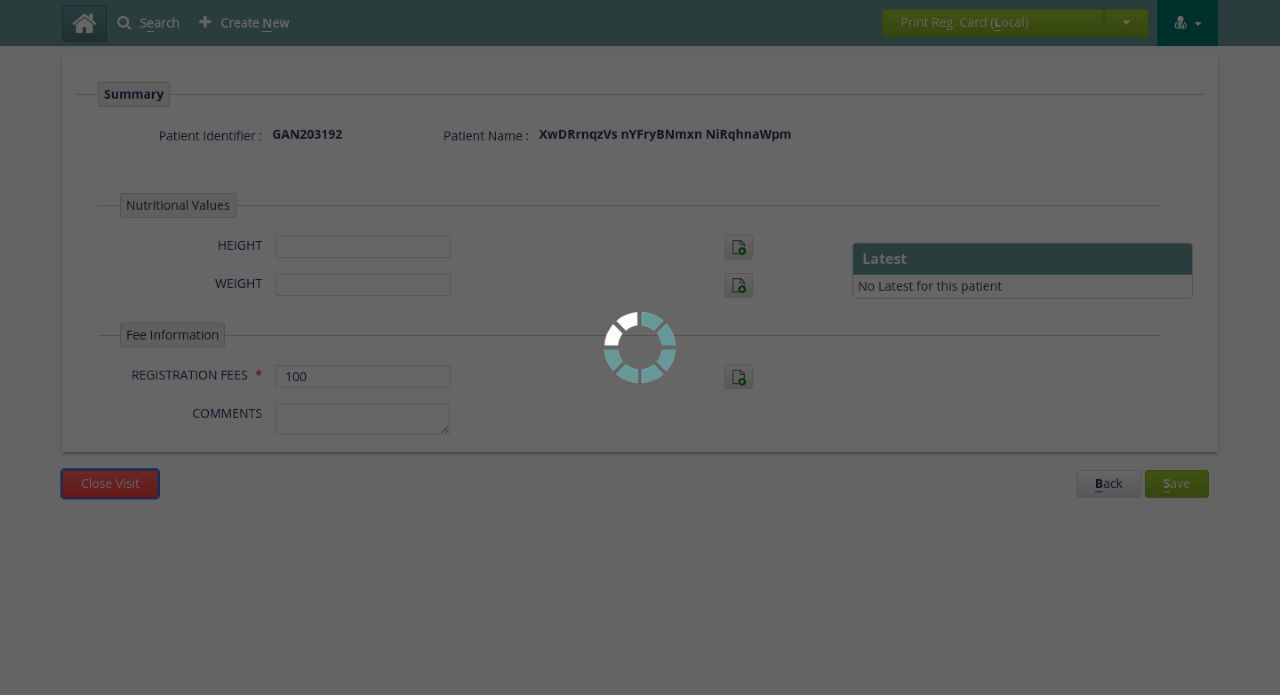 Search
Create New
Print Reg. Card (Local)
Summary
Patient Identifier : GAN203192 Patient Name : XwDRrnqzVs nYFryBNmxn NiRqhnaWpm
Nutritional Values
HEIGHT
Latest
WEIGHT
No Latest for this patient
Fee Information
REGISTRATION FEES * 100
COMMENTS
Close Visit
Back
Save